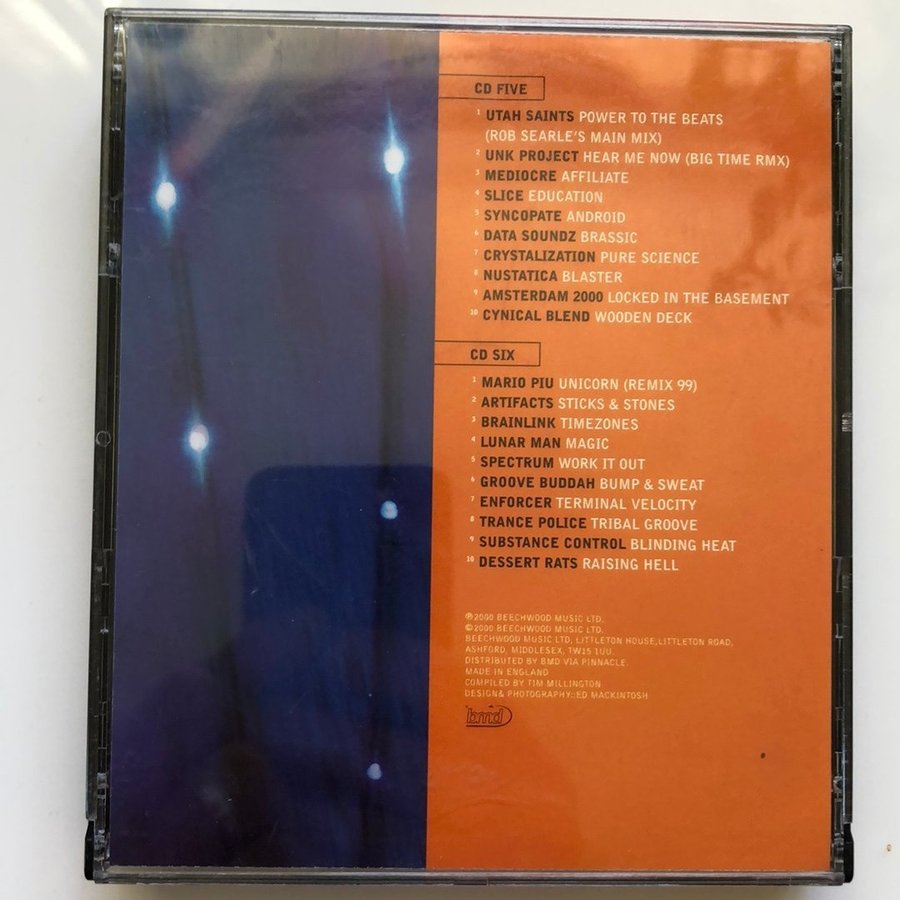 CD FIVE
1 UTAH SAINTS POWER TO THE BEATS
(ROB SEARLE'S MAIN MIX)
2 UNK PROJECT HEAR ME NOW (BIG TIME RMX)
3 MEDIOCRE AFFILIATE
4 SLICE EDUCATION
5 SYNCOPATE ANDROID
6 DATA SOUNDZ BRASSIC
7 CRYSTALIZATION PURE SCIENCE
8 NUSTATICA BLASTER
9 AMSTERDAM 2000 LOCKED IN THE BASEMENT
10 CYNICAL BLEND WOODEN DECK
CD SIX
1 MARIO PIU UNICORN (REMIX 99)
2 ARTIFACTS STICKS & STONES
3 BRAINLINK TIMEZONES
4 LUNAR MAN MAGIC
5 SPECTRUM WORK IT OUT
6 GROOVE BUDDAH BUMP & SWEAT
7 ENFORCER TERMINAL VELOCITY
8 TRANCE POLICE TRIBAL GROOVE
9 SUBSTANCE CONTROL BLINDING HEAT
10 DESSERT RATS RAISING HELL
℗2000 BEECHWOOD MUSIC LTD.
©2000 BEECHWOOD MUSIC LTD.
BEECHWOOD MUSIC LTD, LITTLETON HOUSE,LITTLETON ROAD,
ASHFORD, MIDDLESEX, TW15 1UU.
DISTRIBUTED BY BMD VIA PINNACLE.
MADE IN ENGLAND
COMPILED BY TIM MILLINGTON
DESIGN& PHOTOGRAPHY::ED MACKINTOSH
bmd